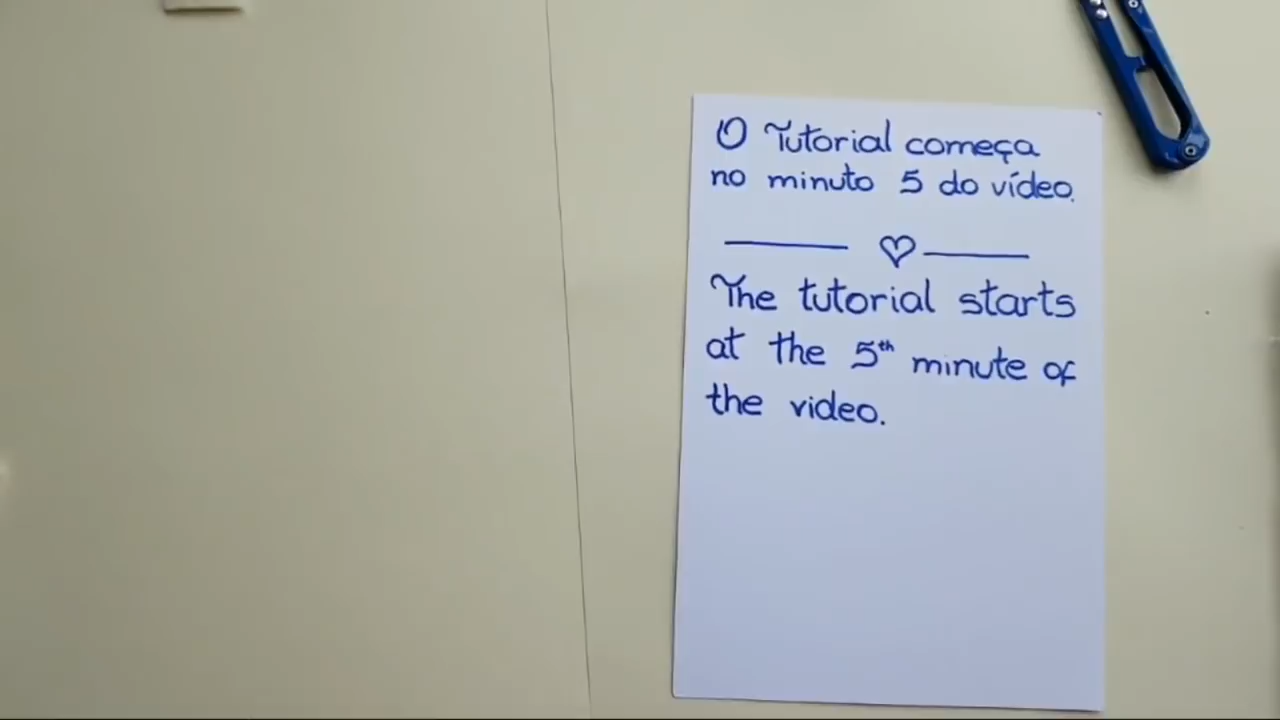 O Tutorial começa
no minuto 5 do vídeo.
The tutorial starts
at the 5th minute of
the video.